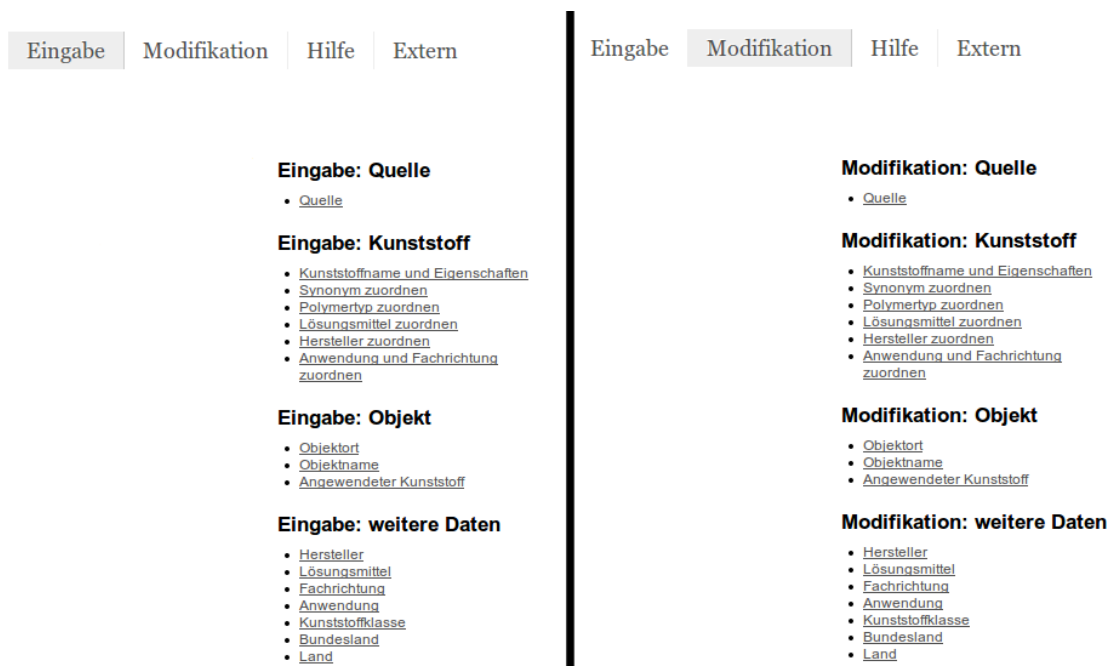 Eingabe Modifikation Hilfe Extern
Eingabe: Quelle
Quelle
Eingabe: Kunststoff
Kunststoffname und Eigenschaften
Synonym zuordnen
Polymertyp zuordnen
Lösungsmittel zuordnen
Hersteller zuordnen
Anwendung und Fachrichtung
zuordnen
Eingabe: Objekt
Objektort
Objektname
Angewendeter Kunststoff
Eingabe: weitere Daten
Hersteller
Lösungsmittel
Fachrichtung
Anwendung
Kunststoffklasse
Bundesland
Land
Eingabe Modifikation Hilfe Extern
Modifikation: Quelle
Quelle
Modifikation: Kunststoff
Kunststoffname und Eigenschaften
Synonym zuordnen
Polymertyp zuordnen
Lösungsmittel zuordnen
Hersteller zuordnen
Anwendung und Fachrichtung
zuordnen
Modifikation: Objekt
Objektort
Objektname
Angewendeter Kunststoff
Modifikation: weitere Daten
Hersteller
Lösungsmittel
Fachrichtung
Anwendung
Kunststoffklasse
Bundesland
Land